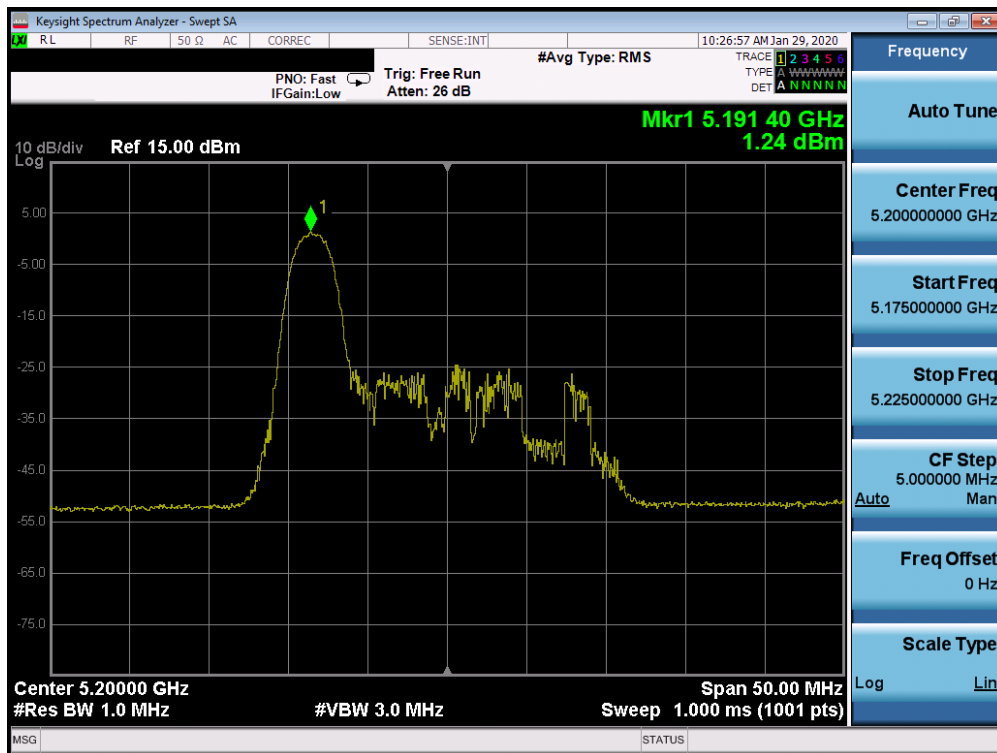 Keysight Spectrum Analyzer - Swept SA
LXI RL RF 50 Ω AC CORREC SENSE:INT 10:26:57 AM Jan 29, 2020
#Avg Type: RMS
TRACE 1 2 3 4 5 6
PNO: Fast Trig: Free Run
TYPE A WWWWW
IFGain:Low Atten: 26 dB
DET A N N N N N
Mkr1 5.191 40 GHz
1.24 dBm
10 dB/div Ref 15.00 dBm
Log
1
5.00
-5.00
-15.0
-25.0
-35.0
-45.0
-55.0
-65.0
-75.0
Center 5.20000 GHz Span 50.00 MHz
#Res BW 1.0 MHz #VBW 3.0 MHz Sweep 1.000 ms (1001 pts)
MSG STATUS
Frequency
Auto Tune
Center Freq
5.200000000 GHz
Start Freq
5.175000000 GHz
Stop Freq
5.225000000 GHz
CF Step
5.000000 MHz
Auto Man
Freq Offset
0 Hz
Scale Type
Log Lin